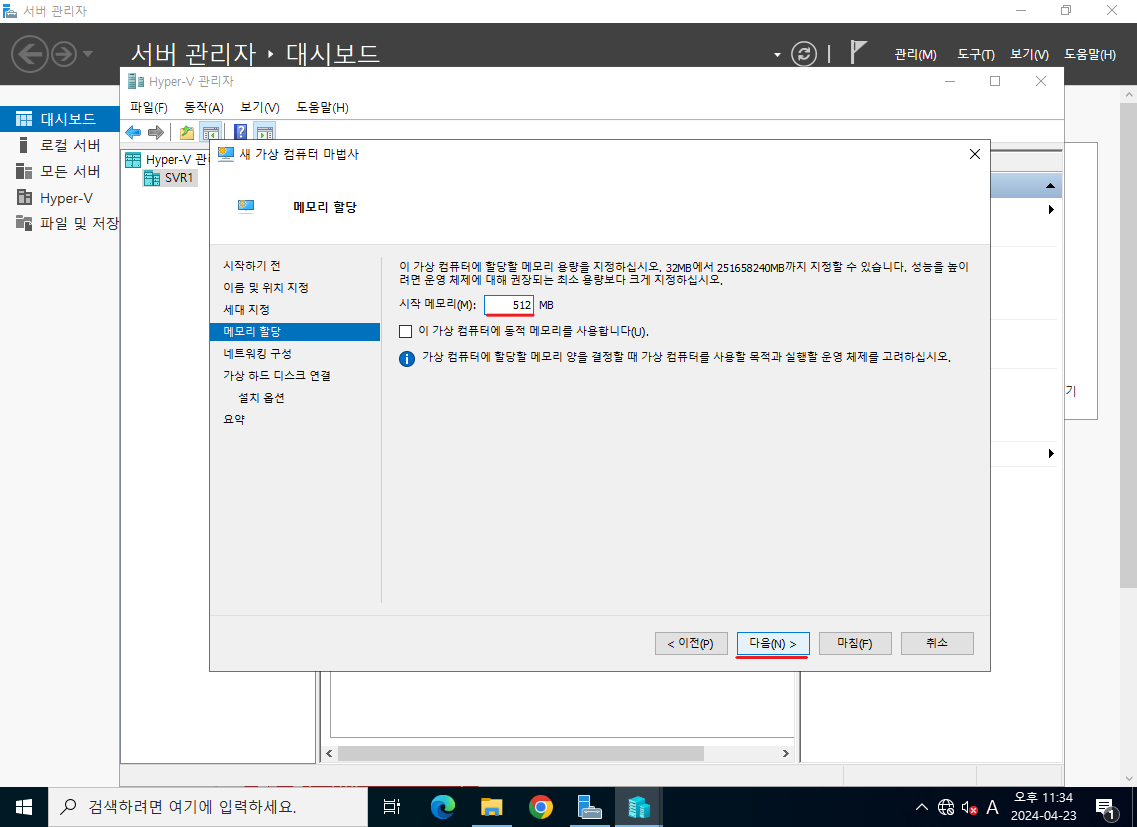 서버 관리자
서버 관리자 ‣ 대시보드
관리(M) 도구(T) 보기(V) 도움말(H)
대시보드
로컬 서버
모든 서버
Hyper-V
파일 및 저장
Hyper-V 관리자
파일(F) 동작(A) 보기(V) 도움말(H)
Hyper-V 관
SVR1
기
새 가상 컴퓨터 마법사
메모리 할당
시작하기 전
이름 및 위치 지정
세대 지정
메모리 할당
네트워킹 구성
가상 하드 디스크 연결
설치 옵션
요약
이 가상 컴퓨터에 할당할 메모리 용량을 지정하십시오. 32MB에서 251658240MB까지 지정할 수 있습니다. 성능을 높이
려면 운영 체제에 대해 권장되는 최소 용량보다 크게 지정하십시오.
시작 메모리(M): 512 MB
이 가상 컴퓨터에 동적 메모리를 사용합니다(U).
가상 컴퓨터에 할당할 메모리 양을 결정할 때 가상 컴퓨터를 사용할 목적과 실행할 운영 체제를 고려하십시오.
< 이전(P) 다음(N) > 마침(F) 취소
검색하려면 여기에 입력하세요.
A
오후 11:34
2024-04-23
1